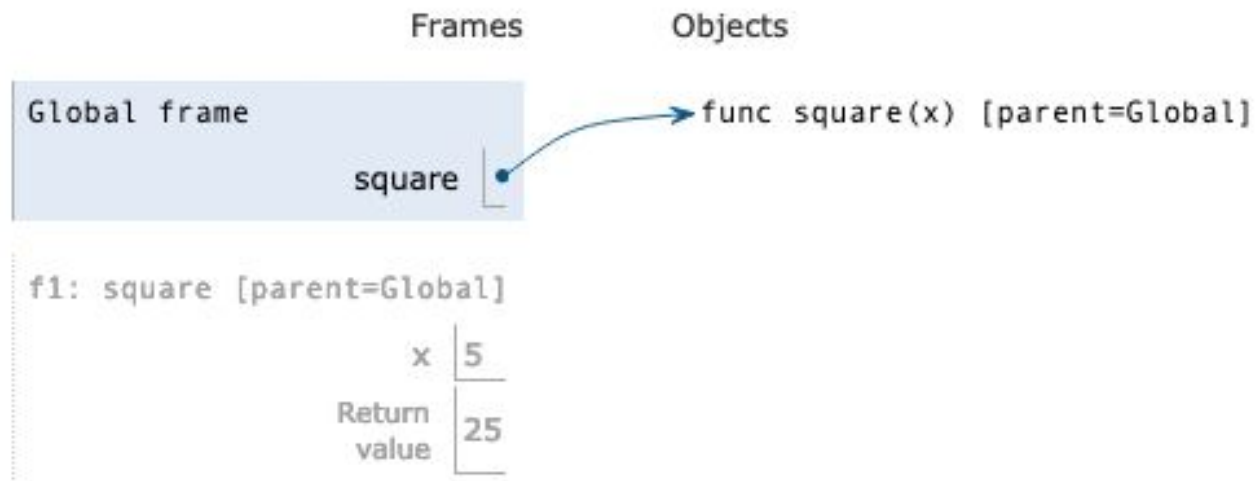 Frames Objects
Global frame func square(x) [parent=Global]
square
f1: square [parent=Global]
x 5
Return
value 25